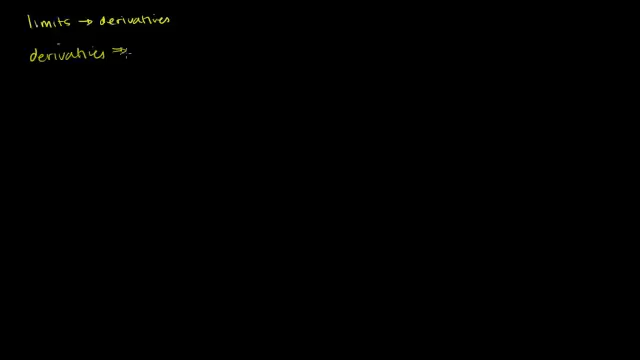 limits → derivatives
derivatives ⇒